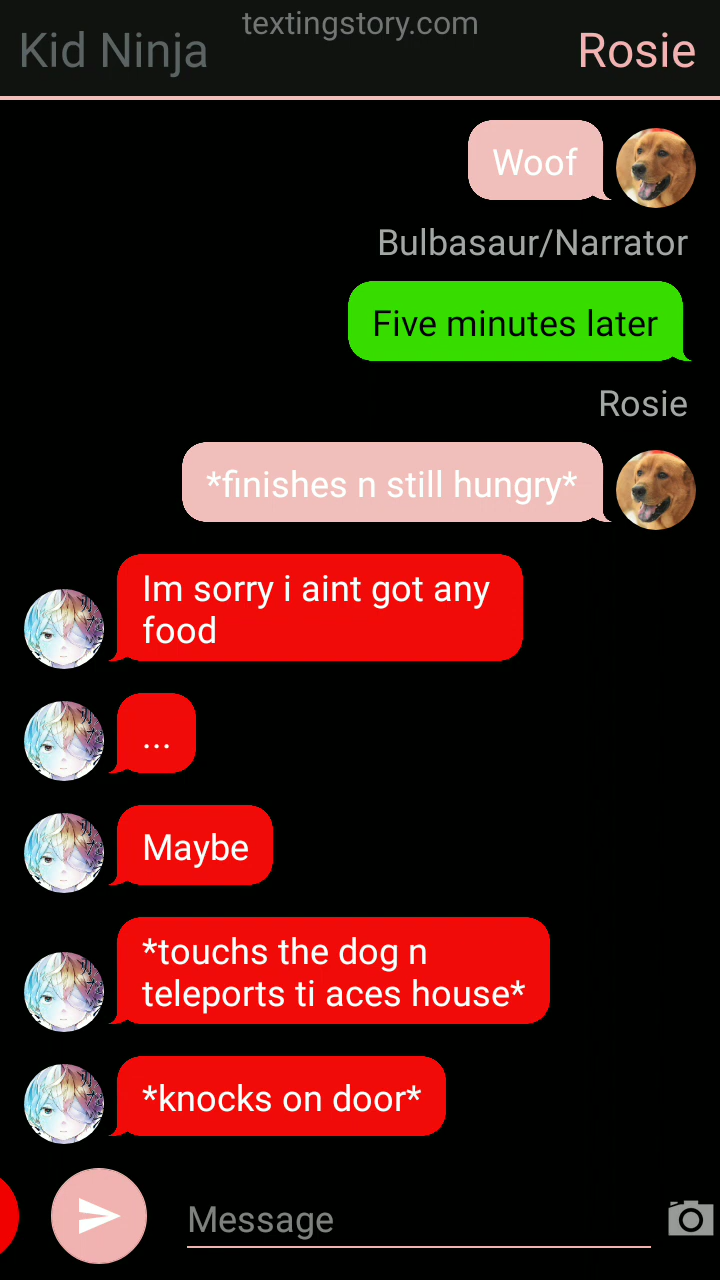 textingstory.com
Kid Ninja
Rosie
Woof
Bulbasaur/Narrator
Five minutes later
Rosie
*finishes n still hungry*
Im sorry i aint got any
food
...
Maybe
*touchs the dog n
teleports ti aces house*
*knocks on door*
Message